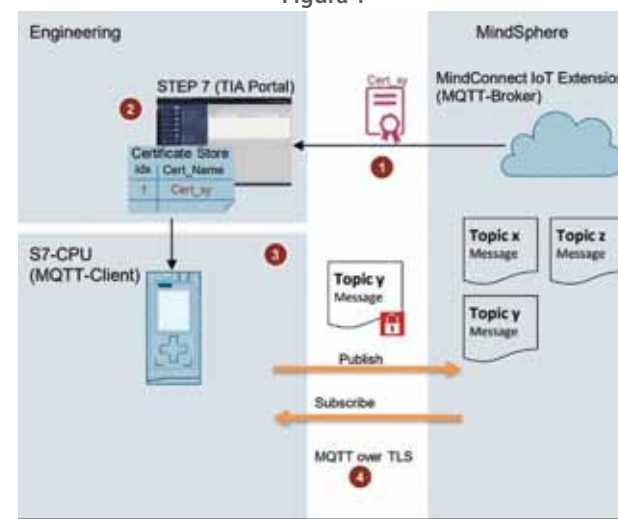 Figura 1
Engineering
MindSphere
STEP 7 (TIA Portal)
2
Cert_xy
MindConnect IoT Extension
(MQTT-Broker)
1
Certificate Store
Idx Cert_Name
1 Cert_xy
S7-CPU
(MQTT-Client)
3
Topic y
Message
Topic x
Message
Topic z
Message
Topic y
Message
Publish
Subscribe
MQTT over TLS
4